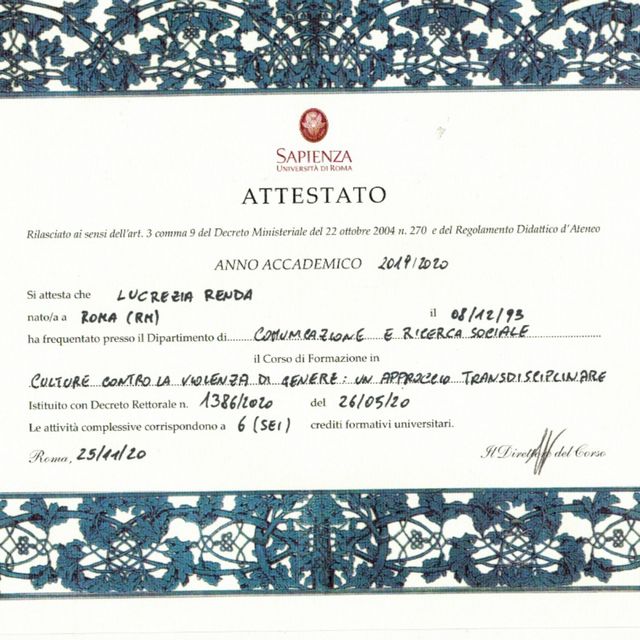 SAPIENZA
UNIVERSITÀ DI ROMA
ATTESTATO
Rilasciato ai sensi dell'art. 3 comma 9 del Decreto Ministeriale del 22 ottobre 2004 n. 270 e del Regolamento Didattico d'Ateneo
ANNO ACCADEMICO 2019/2020
Si attesta che LUCREZIA RENDA
nato/a a ROMA (RM) il 08/12/93
ha frequentato presso il Dipartimento di COMUNICAZIONE E RICERCA SOCIALE
il Corso di Formazione in
CULTURE CONTRO LA VIOLENZA DI GENERE: UN APPROCCIO TRANSDISCIPLINARE
Istituito con Decreto Rettorale n. 1386/2020 del 26/05/20
Le attività complessive corrispondono a 6 (SEI) crediti formativi universitari.
Roma, 25/11/20 Il Direttore del Corso